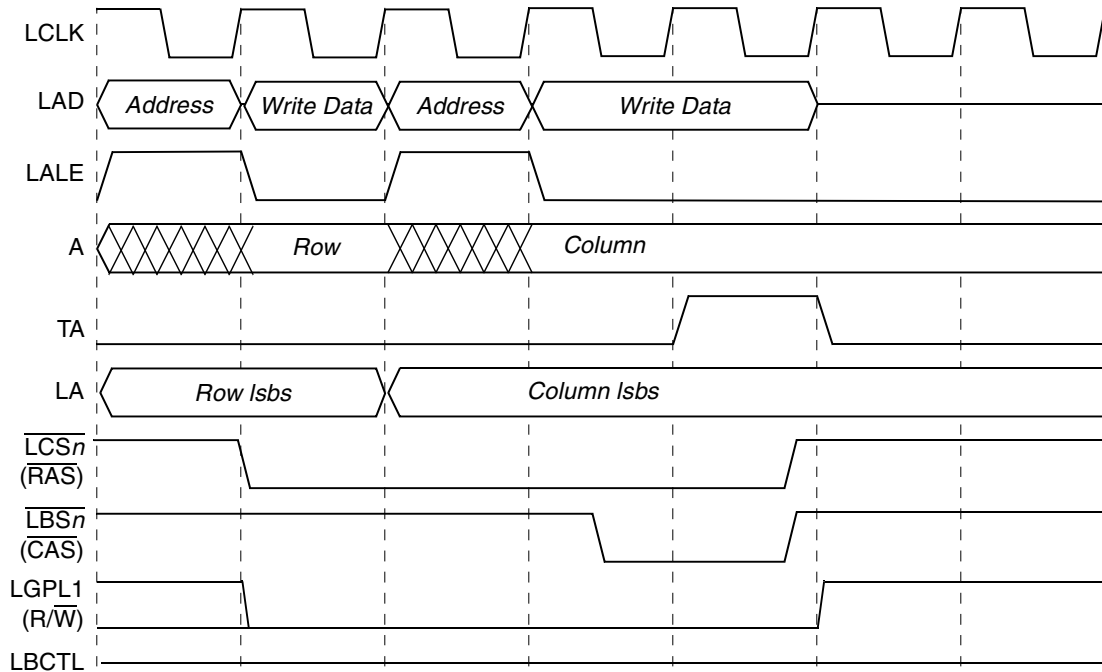 LCLK
LAD Address Write Data Address Write Data
LALE
A Row Column
TA
LA Row lsbs Column lsbs
LCSn
(RAS)
LBSn
(CAS)
LGPL1
(R/W)
LBCTL